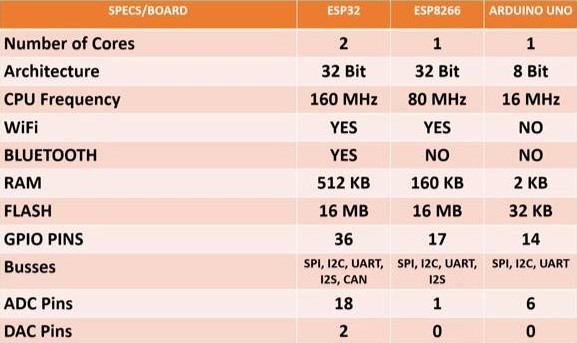 SPECS/BOARD ESP32 ESP8266 ARDUINO UNO
Number of Cores 2 1 1
Architecture 32 Bit 32 Bit 8 Bit
CPU Frequency 160 MHz 80 MHz 16 MHz
WiFi YES YES NO
BLUETOOTH YES NO NO
RAM 512 KB 160 KB 2 KB
FLASH 16 MB 16 MB 32 KB
GPIO PINS 36 17 14
Busses SPI, I2C, UART, I2S, CAN SPI, I2C, UART, I2S SPI, I2C, UART
ADC Pins 18 1 6
DAC Pins 2 0 0